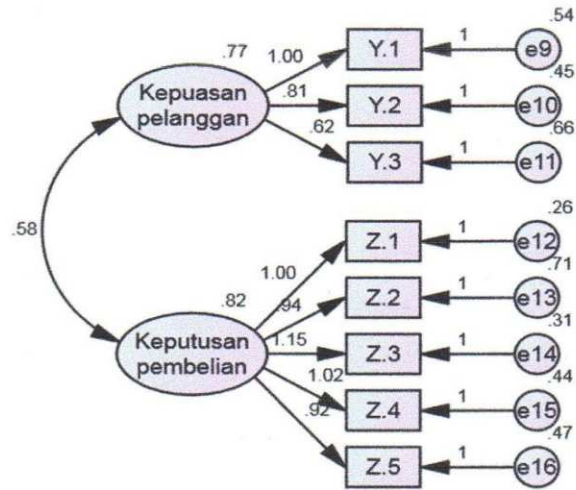 .54
.77 1.00 Y.1 1 e9
.45
Kepuasan .81 Y.2 1 e10
pelanggan .66
.62 Y.3 1 e11
.58
.26
Z.1 1 e12
1.00 .71
.82 .94 Z.2 1 e13
.31
Keputusan 1.15 Z.3 1 e14
pembelian .44
1.02 Z.4 1 e15
.92 .47
Z.5 1 e16